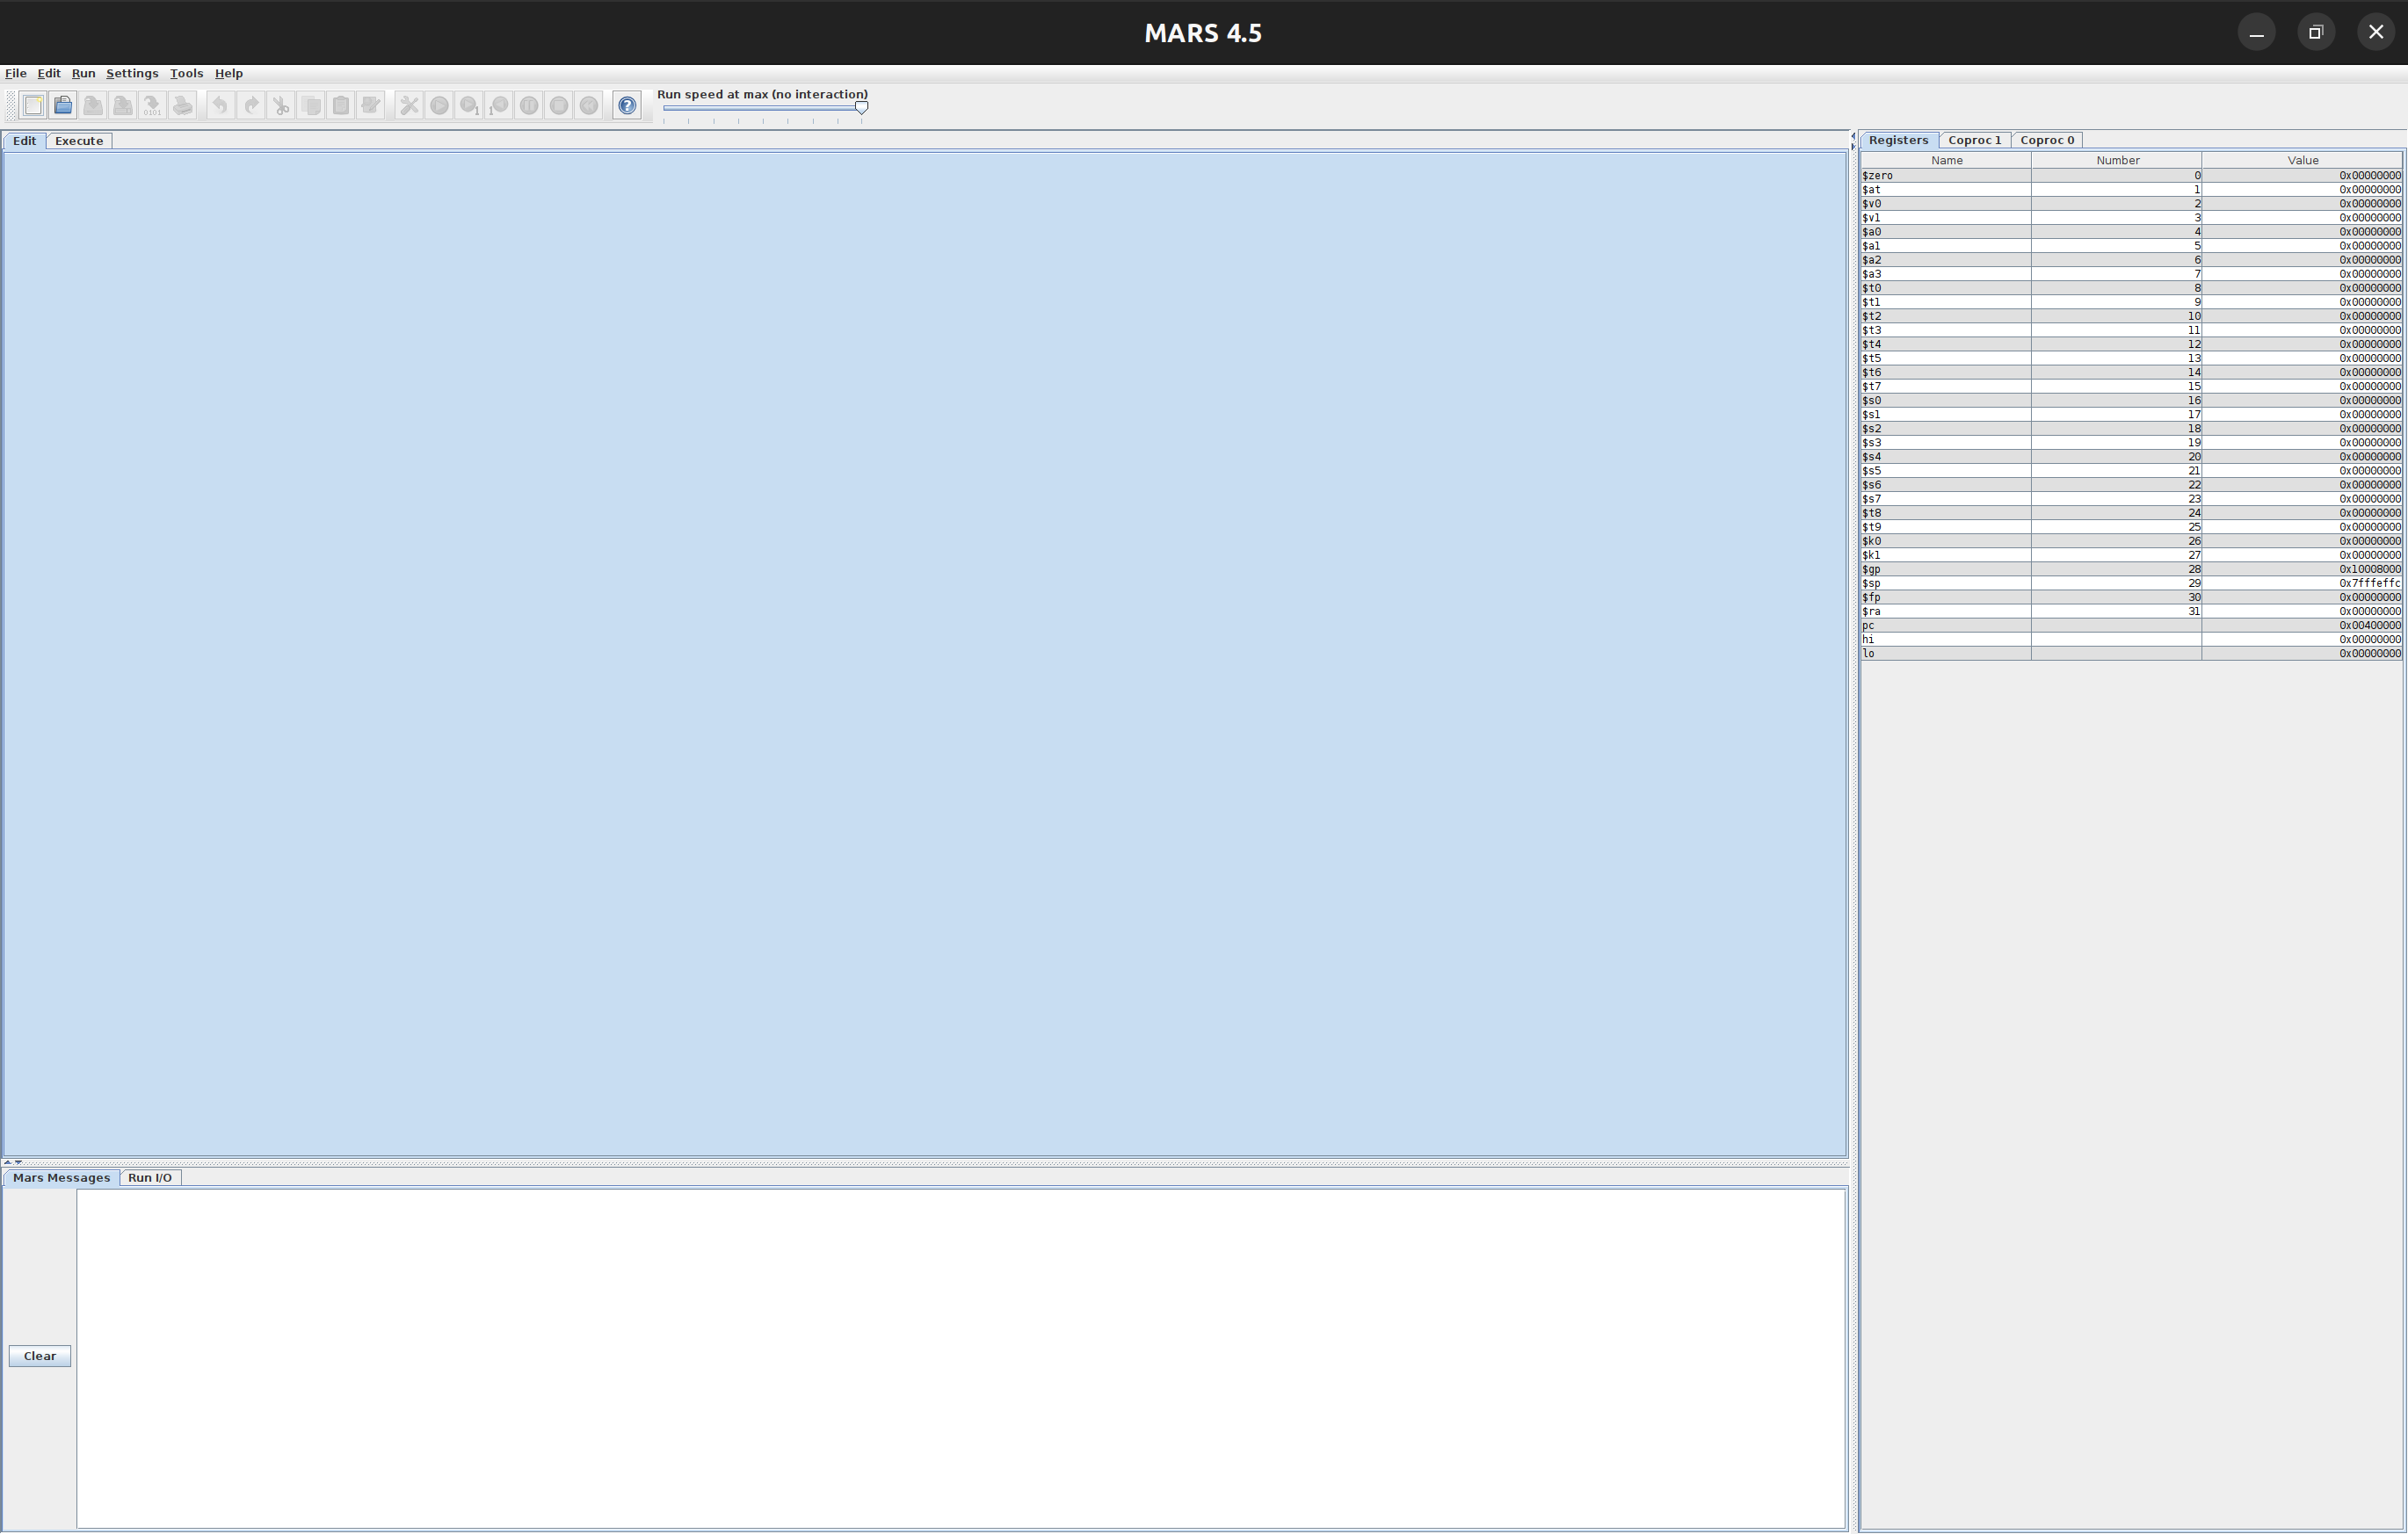 MARS 4.5
File Edit Run Settings Tools Help
Run speed at max (no interaction)
Edit Execute
Registers Coproc 1 Coproc 0
Name Number Value
$zero 0 0x00000000
$at 1 0x00000000
$v0 2 0x00000000
$v1 3 0x00000000
$a0 4 0x00000000
$a1 5 0x00000000
$a2 6 0x00000000
$a3 7 0x00000000
$t0 8 0x00000000
$t1 9 0x00000000
$t2 10 0x00000000
$t3 11 0x00000000
$t4 12 0x00000000
$t5 13 0x00000000
$t6 14 0x00000000
$t7 15 0x00000000
$s0 16 0x00000000
$s1 17 0x00000000
$s2 18 0x00000000
$s3 19 0x00000000
$s4 20 0x00000000
$s5 21 0x00000000
$s6 22 0x00000000
$s7 23 0x00000000
$t8 24 0x00000000
$t9 25 0x00000000
$k0 26 0x00000000
$k1 27 0x00000000
$gp 28 0x10008000
$sp 29 0x7fffeffc
$fp 30 0x00000000
$ra 31 0x00000000
pc 0x00400000
hi 0x00000000
lo 0x00000000
Mars Messages Run I/O
Clear